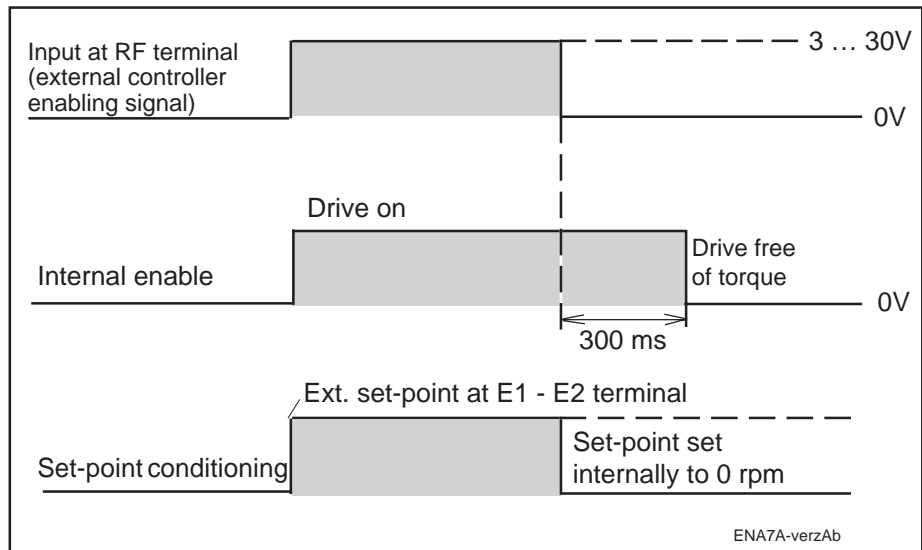 Input at RF terminal
(external controller
enabling signal)
3 … 30V
0V
Drive on
Internal enable
Drive free
of torque
0V
300 ms
Ext. set-point at E1 - E2 terminal
Set-point conditioning
Set-point set
internally to 0 rpm
ENA7A-verzAb